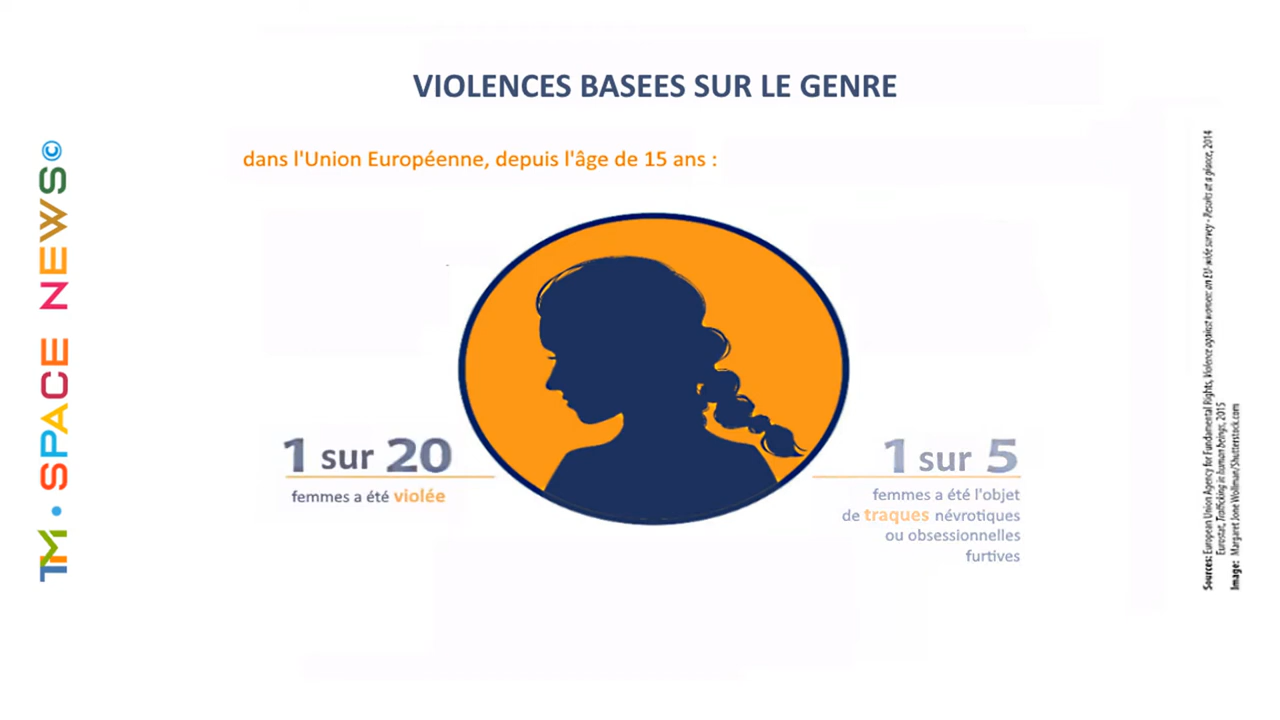 VIOLENCES BASEES SUR LE GENRE
dans l'Union Européenne, depuis l'âge de 15 ans :
1 sur 20
femmes a été violée
1 sur 5
femmes a été l'objet
de traques névrotiques
ou obsessionnelles
furtives
TM • SPACE NEWS©
Sources: European Union Agency for Fundamental Rights, Violence against women: an EU-wide survey - Results at a glance, 2014
Eurostat, Trafficking in human beings, 2015
Image: Margaret Jone Wollman/Shutterstock.com